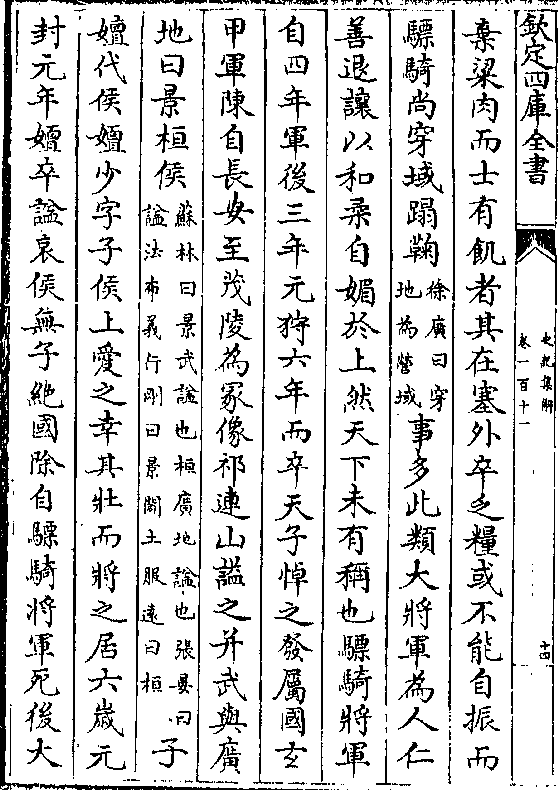 欽定四庫全書
史記集解
卷一百十一
十四
棄粱肉而士有飢者其在塞外卒乏糧或不能自振而
驃騎尚穿域蹋鞠徐廣曰穿地為營域事多此類大將軍為人仁
善退讓以和柔自媚於上然天下未有稱也驃騎將軍
自四年軍後三年元狩六年而卒天子悼之發屬國玄
甲軍陳自長安至茂陵為冢像祁連山諡之并武與廣
地曰景桓侯蘇林曰景武諡也桓廣地諡也張晏曰諡法布義行剛曰景闢土服遠曰桓子
嬗代侯嬗少字子侯上愛之幸其壯而將之居六歲元
封元年嬗卒諡哀侯無子絶國除自驃騎將軍死後大